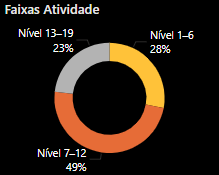 Faixas Atividade
Nível 13–19
23%
Nível 1–6
28%
Nível 7–12
49%